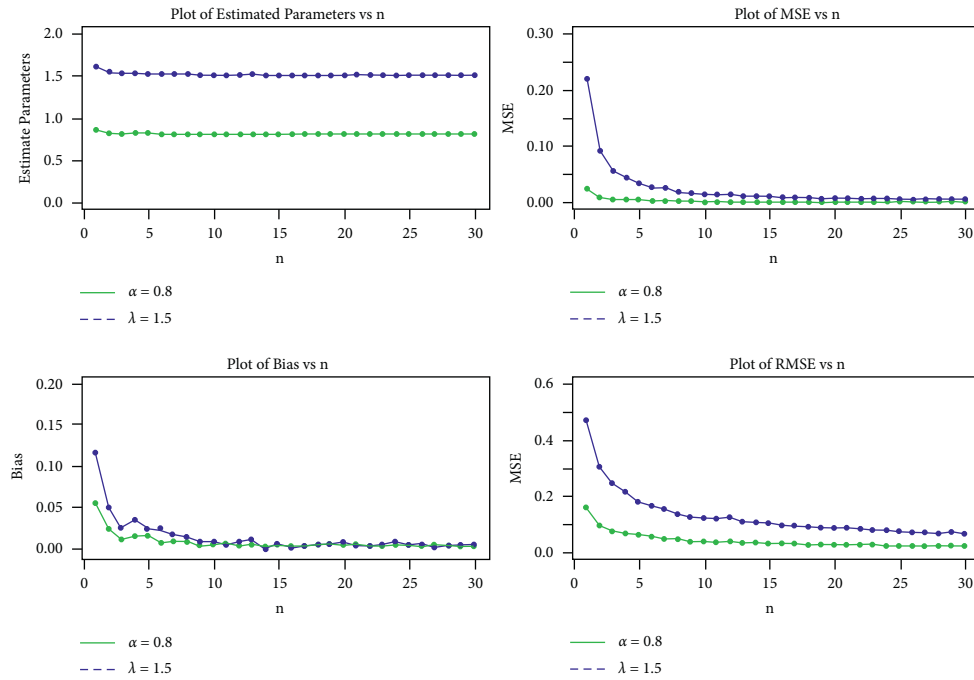 Plot of Estimated Parameters vs n
2.0
1.5
1.0
0.5
0.0
Estimate Parameters
0 5 10 15 20 25 30
n
α = 0.8
λ = 1.5
Plot of MSE vs n
0.30
0.20
0.10
0.00
MSE
0 5 10 15 20 25 30
n
α = 0.8
λ = 1.5
Plot of Bias vs n
0.20
0.15
0.10
0.05
0.00
Bias
0 5 10 15 20 25 30
n
α = 0.8
λ = 1.5
Plot of RMSE vs n
0.6
0.4
0.2
0.0
MSE
0 5 10 15 20 25 30
n
α = 0.8
λ = 1.5